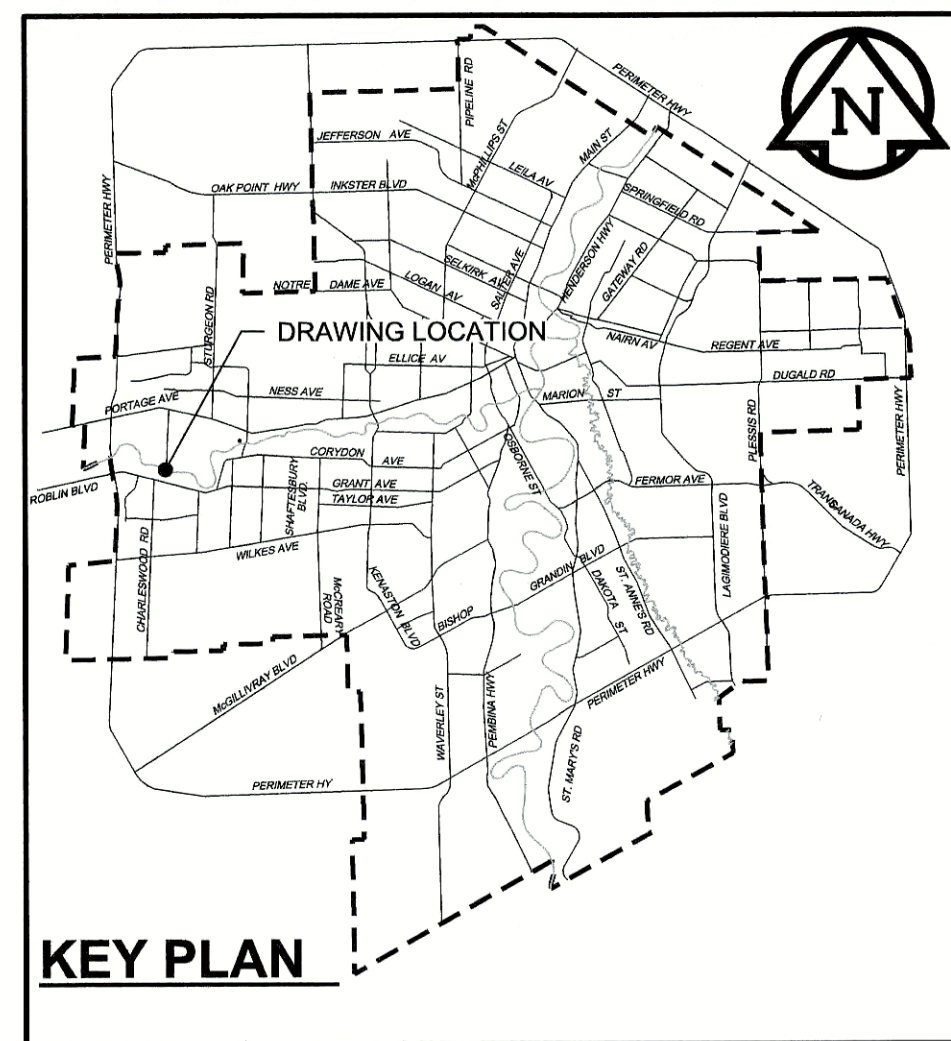 N
PERIMETER HWY
PIPELINE RD
McPHILLIPS ST
MAIN ST
JEFFERSON AVE
LEILA AV
OAK POINT HWY
INKSTER BLVD
SPRINGFIELD RD
PERIMETER HWY
HENDERSON HWY
GATEWAY RD
SELKIRK AV
SALTER AVE
NOTRE DAME AVE
LOGAN AV
STURGEON RD
DRAWING LOCATION
NAIRN AV
REGENT AVE
ELLICE AV
DUGALD RD
NESS AVE
MARION ST
PORTAGE AVE
PLESSIS RD
PERIMETER HWY
OSBORNE ST
CORYDON AVE
ROBLIN BLVD
SHAFTESBURY BLVD.
GRANT AVE
FERMOR AVE
TAYLOR AVE
TRANSCANADA HWY
LAGIMODIERE BLVD
WILKES AVE
CHARLESWOOD RD
McCREARY ROAD
KENASTON BLVD
BISHOP GRANDIN BLVD
DAKOTA ST
ST. ANNE'S RD
McGILLIVRAY BLVD
WAVERLEY ST
PEMBINA HWY
PERIMETER HWY
ST. MARY'S RD
PERIMETER HY
KEY PLAN